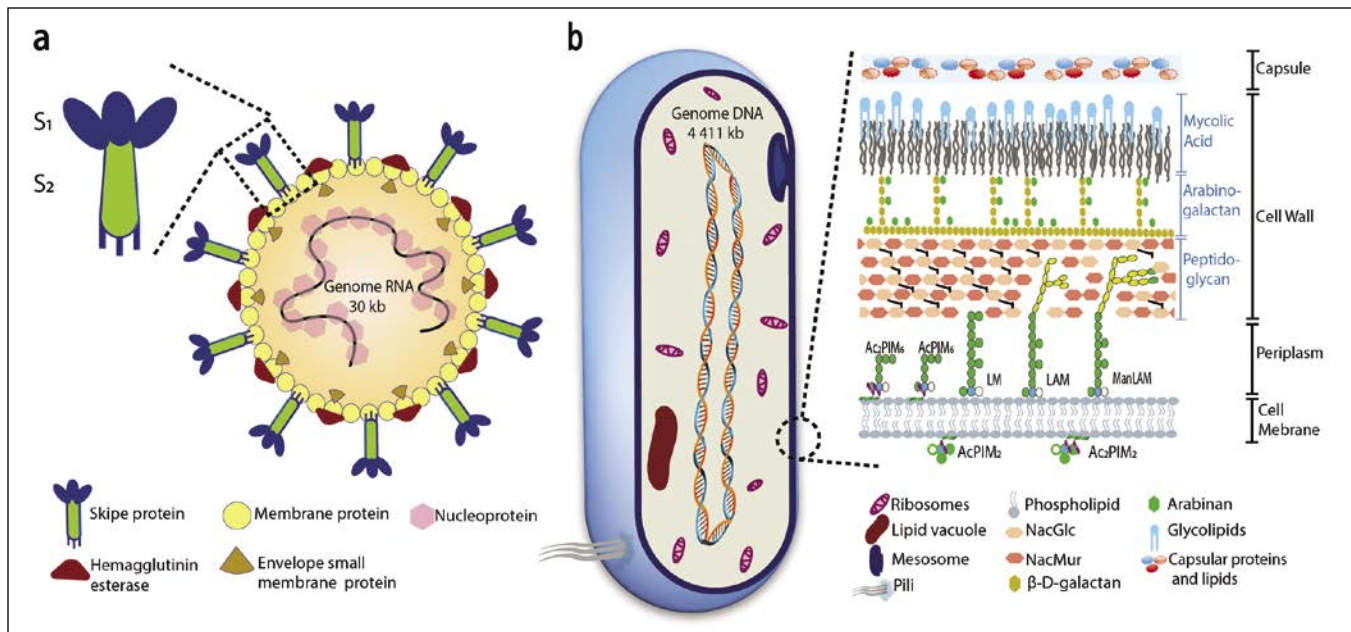 a
S₁
S₂
Genome RNA
30 kb
Skipe protein
Membrane protein
Nucleoprotein
Hemagglutinin
esterase
Envelope small
membrane protein
b
Genome DNA
4 411 kb
Capsule
Mycolic
Acid
Arabino-
galactan
Cell Wall
Peptido-
glycan
Ac₂PIM₆
AcPIM₆
LM
LAM
ManLAM
Periplasm
Cell
Mebrane
AcPIM₂
Ac₂PIM₂
Ribosomes
Lipid vacuole
Mesosome
Pili
Phospholipid
NacGlc
NacMur
β-D-galactan
Arabinan
Glycolipids
Capsular proteins
and lipids